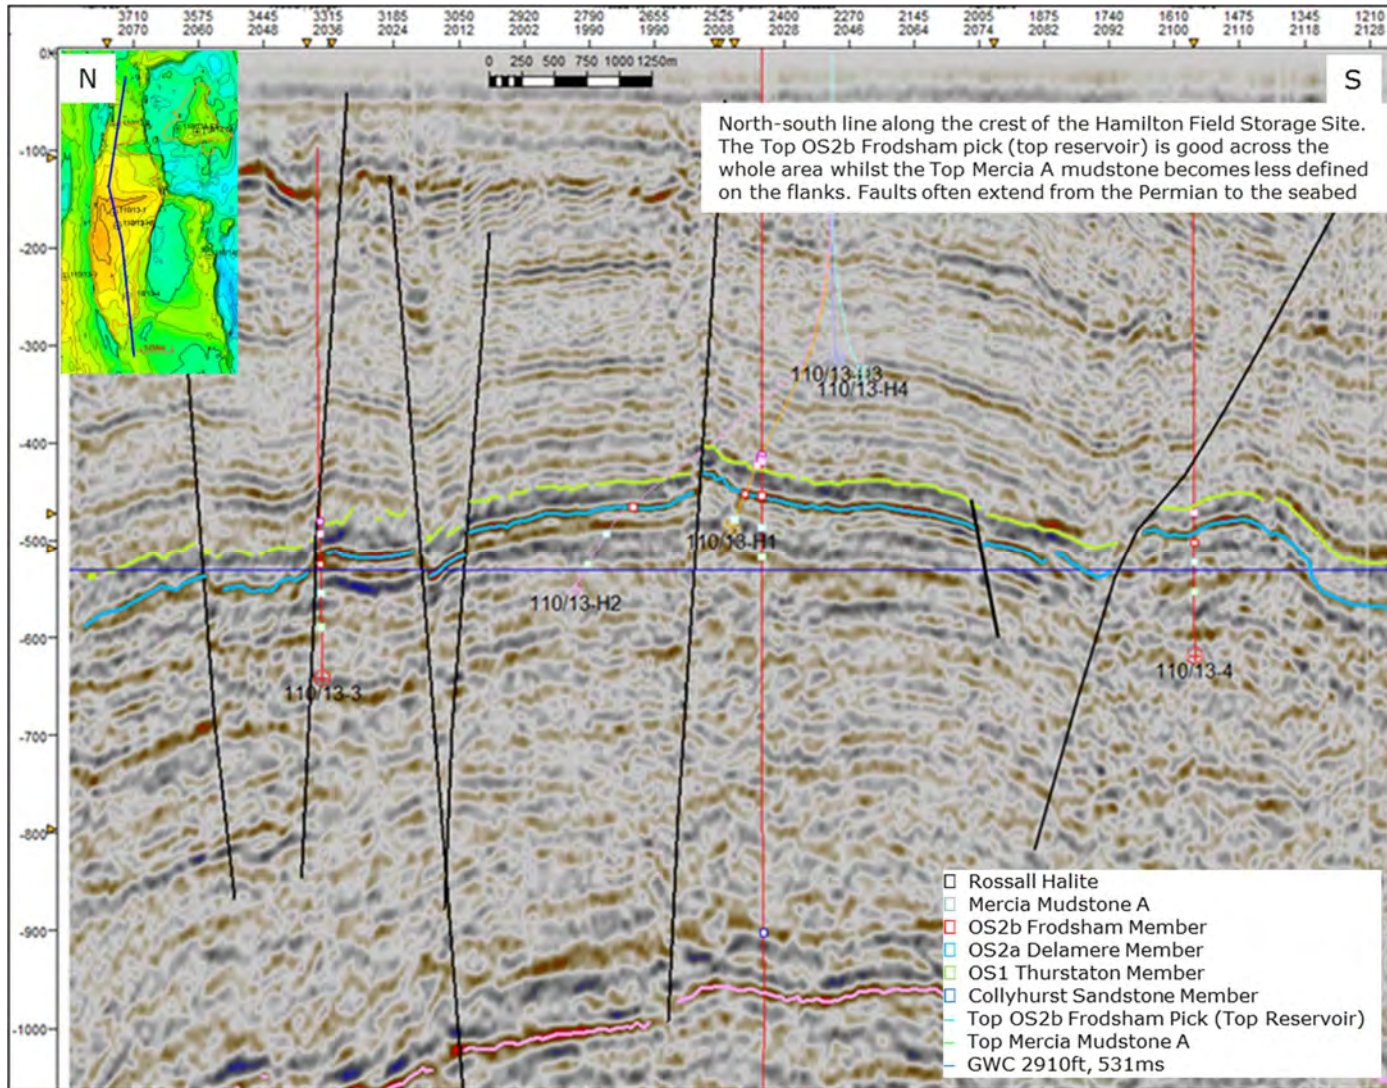 3710 3575 3445 3315 3185 3050 2920 2790 2655 2525 2400 2270 2145 2005 1875 1740 1610 1475 1345 1210
2070 2060 2048 2036 2024 2012 2002 1990 1990 2008 2028 2046 2064 2074 2082 2092 2102 2110 2118 2128
N
S
0 250 500 750 1000 1250m
North-south line along the crest of the Hamilton Field Storage Site.
The Top OS2b Frodsham pick (top reservoir) is good across the
whole area whilst the Top Mercia A mudstone becomes less defined
on the flanks. Faults often extend from the Permian to the seabed
-100
-200
-300
-400
-500
-600
-700
-800
-900
-1000
110/13-H3
110/13-H4
110/13-H1
110/13-H2
110/13-3
110/13-4
Rossall Halite
Mercia Mudstone A
OS2b Frodsham Member
OS2a Delamere Member
OS1 Thurstaton Member
Collyhurst Sandstone Member
Top OS2b Frodsham Pick (Top Reservoir)
Top Mercia Mudstone A
GWC 2910ft, 531ms